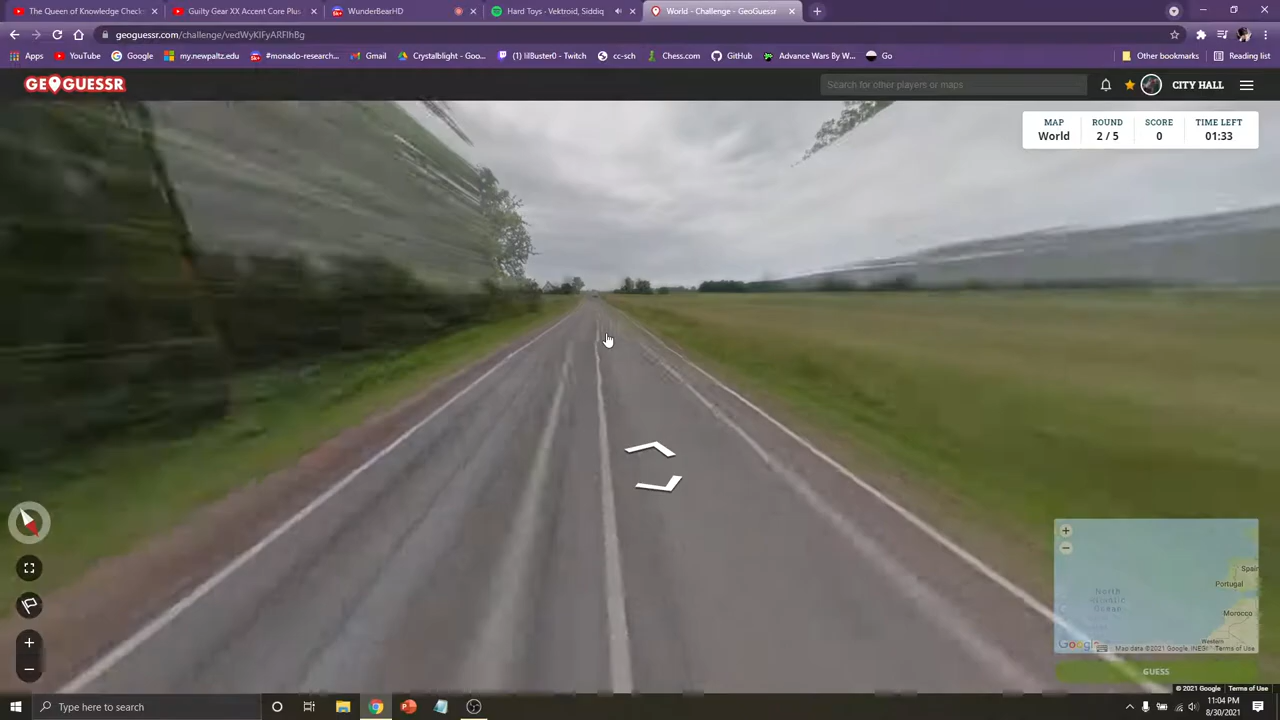 The Queen of Knowledge Check
Guilty Gear XX Accent Core Plus
WunderBearHD
Hard Toys - Vektroid, Siddiq
World - Challenge - GeoGuessr
geoguessr.com/challenge/vedWyKIFyARFIhBg
Apps
YouTube
Google
my.newpaltz.edu
#monado-research...
Gmail
Crystalblight - Goo...
(1) lilBuster0 - Twitch
cc-sch
Chess.com
GitHub
Advance Wars By W...
Go
Other bookmarks
Reading list
GEOGUESSR
Search for other players or maps
CITY HALL
MAP
World
ROUND
2 / 5
SCORE
0
TIME LEFT
01:33
Spain
Portugal
North
Atlantic
Ocean
Morocco
Western
Google
Map data ©2021 Google, INEGI
Terms of Use
GUESS
© 2021 Google
Terms of Use
Type here to search
11:04 PM
8/30/2021